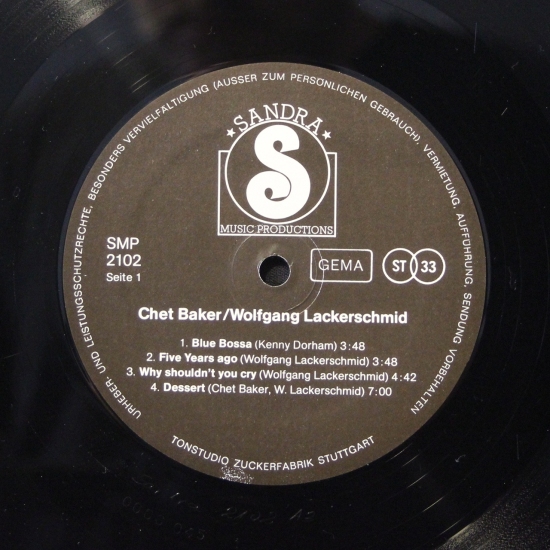 SANDRA
S
MUSIC PRODUCTIONS
SMP
2102
Seite 1
GEMA
ST 33
Chet Baker/Wolfgang Lackerschmid
1. Blue Bossa (Kenny Dorham) 3:48
2. Five Years ago (Wolfgang Lackerschmid) 3:48
3. Why shouldn't you cry (Wolfgang Lackerschmid) 4:42
4. Dessert (Chet Baker, W. Lackerschmid) 7:00
URHEBER- UND LEISTUNGSSCHUTZRECHTE, BESONDERS VERVIELFÄLTIGUNG (AUSSER ZUM PERSÖNLICHEN GEBRAUCH), VERMIETUNG, AUFFÜHRUNG, SENDUNG VORBEHALTEN
TONSTUDIO ZUCKERFABRIK STUTTGART